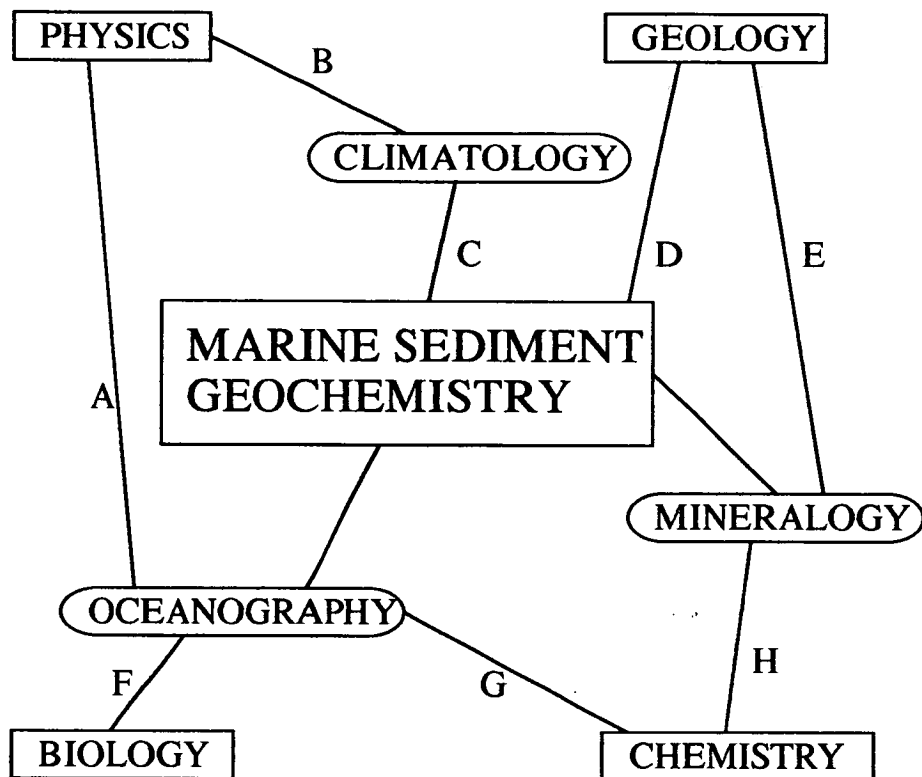 PHYSICS
GEOLOGY
B
CLIMATOLOGY
C
D
E
MARINE SEDIMENT
GEOCHEMISTRY
A
MINERALOGY
OCEANOGRAPHY
F
G
H
BIOLOGY
CHEMISTRY